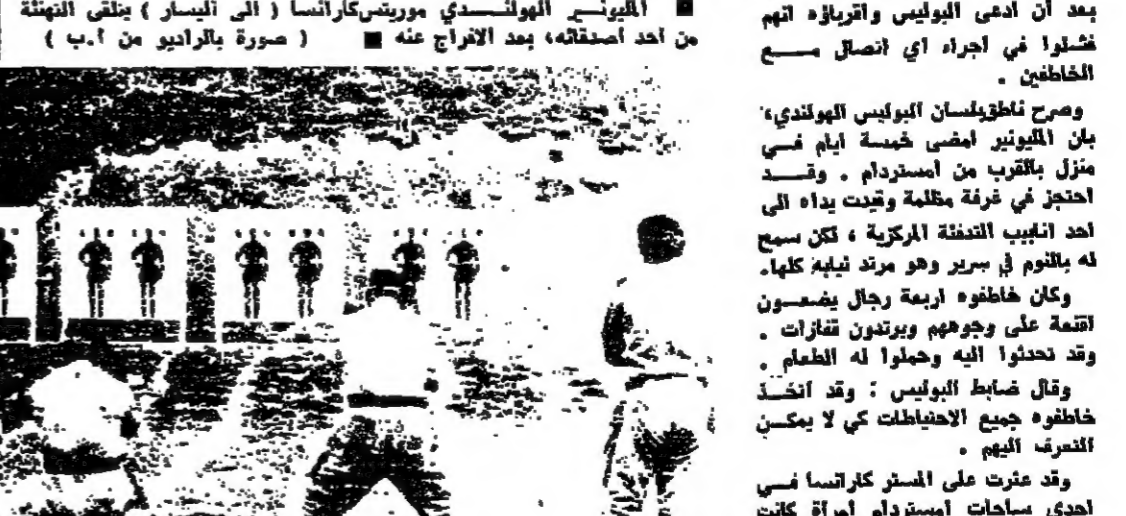 ■ المليونير الهولندي موريتس كارانسا ( الى اليسار ) يتلقى التهنئة
من احد اصدقائه، بعد الافراج عنه ■ ( صورة بالراديو من ا.ب )
بعد ان ادعى البوليس واقرباؤه انهم
فشلوا في اجراء اي اتصال مع
الخاطفين .
وصرح ناطق بلسان البوليس الهولندي،
بان المليونير امضى خمسة ايام في
منزل بالقرب من امستردام . وقد
احتجز في غرفة مظلمة وقيدت يداه الى
احد انابيب التدفئة المركزية ، لكن سمح
له بالنوم في سرير وهو مرتد ثيابه كلها.
وكان خاطفوه اربعة رجال يضعون
اقنعة على وجوههم ويرتدون قفازات .
وقد تحدثوا اليه وحملوا له الطعام .
وقال ضابط البوليس : وقد اتخذ
خاطفوه جميع الاحتياطات كي لا يمكن
التعرف اليهم .
وقد عثرت على المستر كارانسا في
احدى ساحات امستردام امرأة كانت